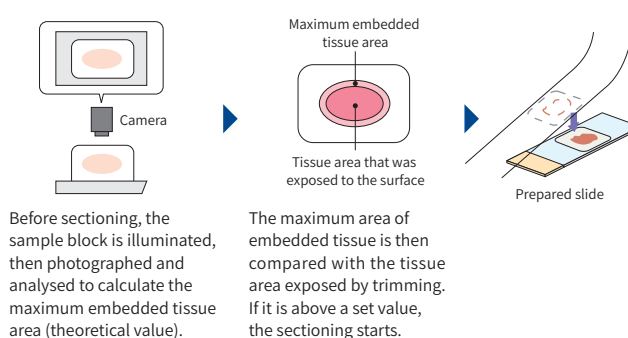 Camera
Before sectioning, the
sample block is illuminated,
then photographed and
analysed to calculate the
maximum embedded tissue
area (theoretical value).
Maximum embedded
tissue area
Tissue area that was
exposed to the surface
The maximum area of
embedded tissue is then
compared with the tissue
area exposed by trimming.
If it is above a set value,
the sectioning starts.
Prepared slide